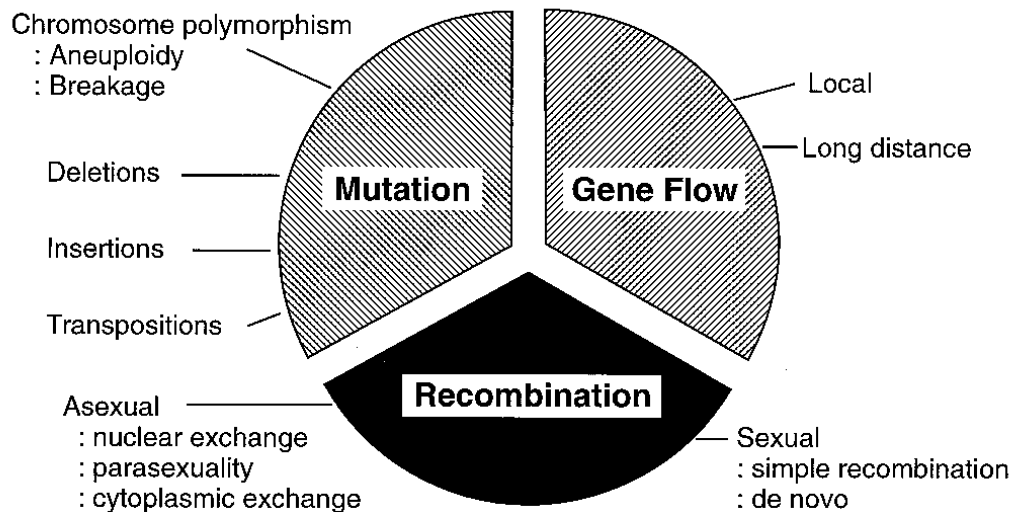 Chromosome polymorphism
: Aneuploidy
: Breakage
Deletions
Insertions
Transpositions
Mutation
Gene Flow
Local
Long distance
Recombination
Asexual
: nuclear exchange
: parasexuality
: cytoplasmic exchange
Sexual
: simple recombination
: de novo